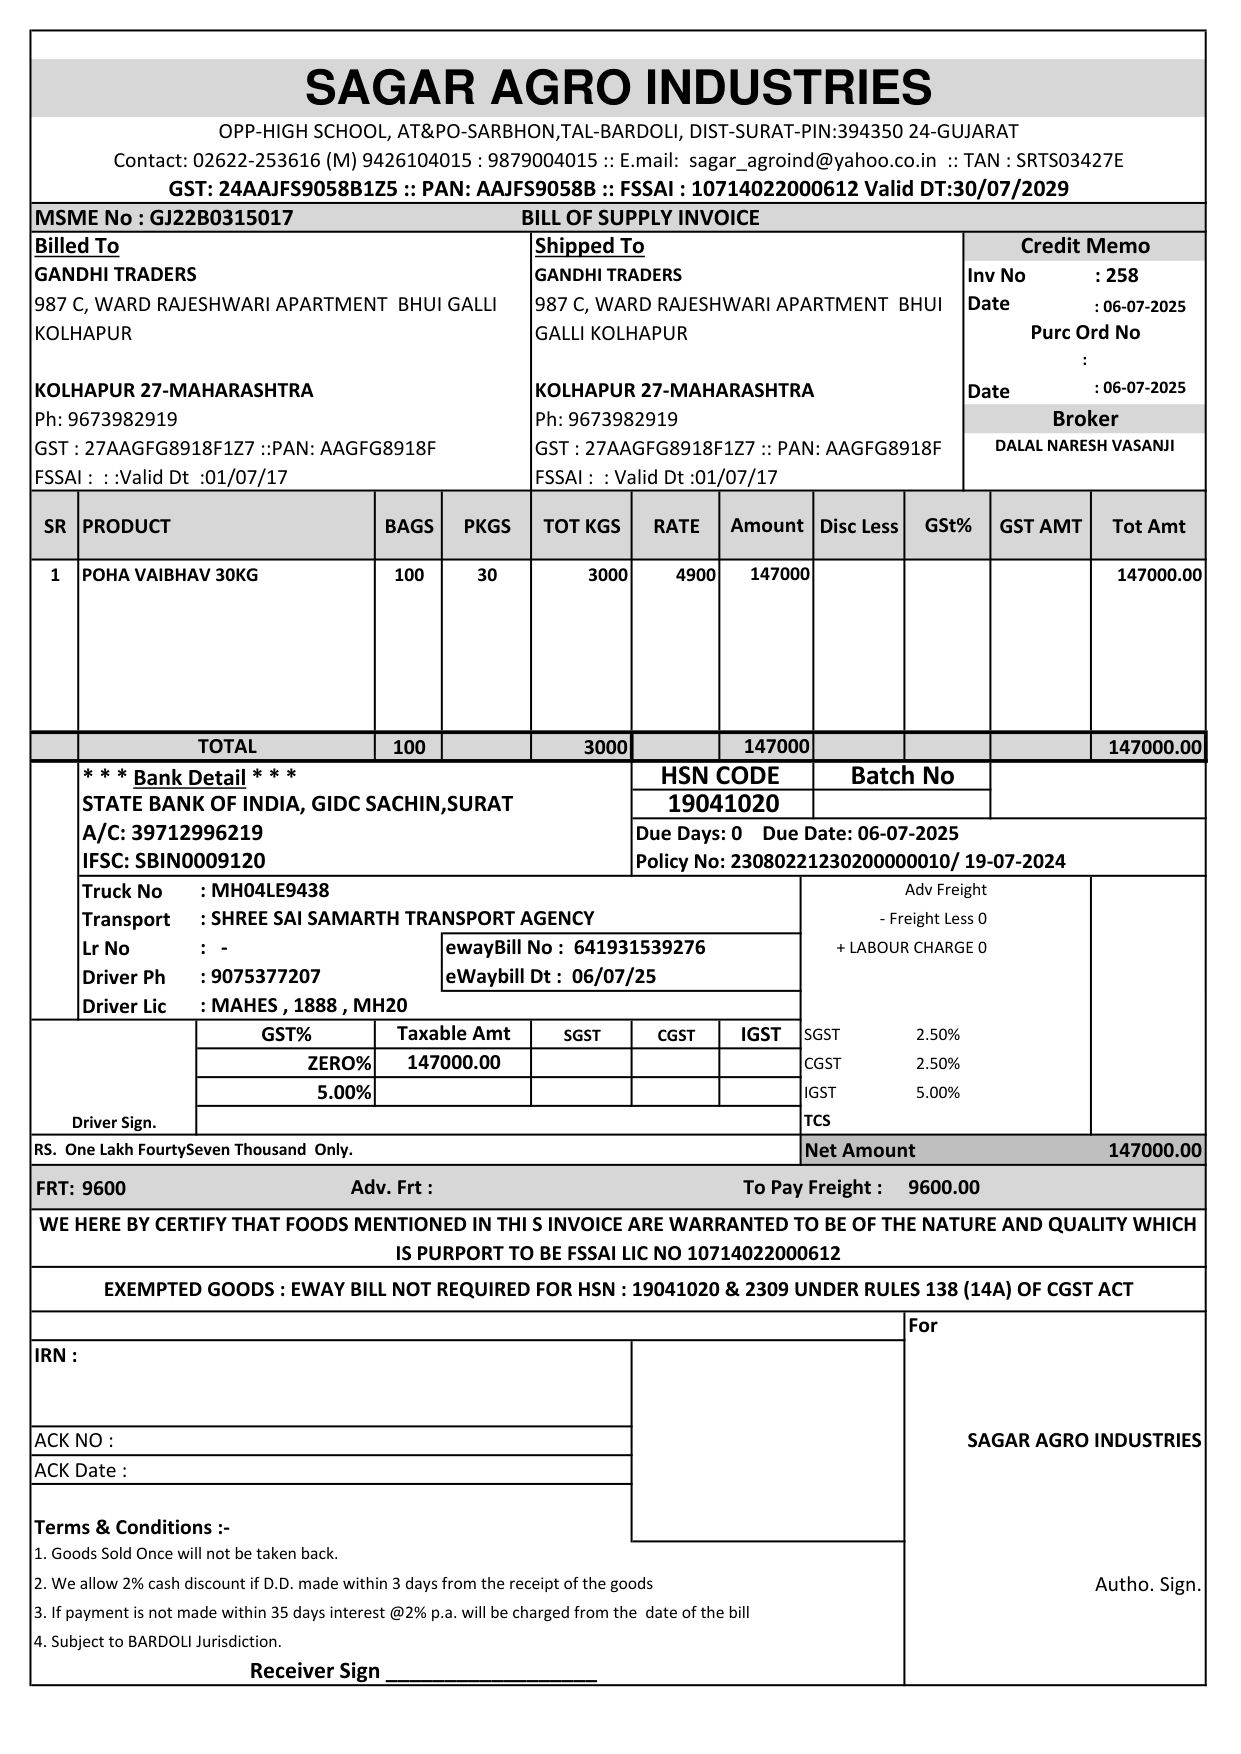 SAGAR AGRO INDUSTRIES
OPP-HIGH SCHOOL, AT&PO-SARBHON,TAL-BARDOLI, DIST-SURAT-PIN:394350 24-GUJARAT
Contact: 02622-253616 (M) 9426104015 : 9879004015 :: E.mail:  sagar_agroind@yahoo.co.in  :: TAN : SRTS03427E
GST: 24AAJFS9058B1Z5 :: PAN: AAJFS9058B :: FSSAI : 10714022000612 Valid DT:30/07/2029
MSME No : GJ22B0315017 BILL OF SUPPLY INVOICE
Billed To
GANDHI TRADERS
987 C, WARD RAJESHWARI APARTMENT  BHUI GALLI
KOLHAPUR
KOLHAPUR 27-MAHARASHTRA
Ph: 9673982919
GST : 27AAGFG8918F1Z7 ::PAN: AAGFG8918F
FSSAI :  : :Valid Dt  :01/07/17
Shipped To
GANDHI TRADERS
987 C, WARD RAJESHWARI APARTMENT  BHUI
GALLI KOLHAPUR
KOLHAPUR 27-MAHARASHTRA
Ph: 9673982919
GST : 27AAGFG8918F1Z7 :: PAN: AAGFG8918F
FSSAI :  : Valid Dt :01/07/17
Credit Memo
Inv No : 258
Date : 06-07-2025
Purc Ord No
:
Date : 06-07-2025
Broker
DALAL NARESH VASANJI
SR PRODUCT BAGS PKGS TOT KGS RATE Amount Disc Less GSt% GST AMT Tot Amt
1 POHA VAIBHAV 30KG 100 30 3000 4900 147000 147000.00
TOTAL 100 3000 147000 147000.00
* * * Bank Detail * * *
STATE BANK OF INDIA, GIDC SACHIN,SURAT
A/C: 39712996219
IFSC: SBIN0009120
HSN CODE Batch No
19041020
Due Days: 0    Due Date: 06-07-2025
Policy No: 23080221230200000010/ 19-07-2024
Truck No : MH04LE9438
Transport : SHREE SAI SAMARTH TRANSPORT AGENCY
Lr No :  -
Driver Ph : 9075377207
Driver Lic : MAHES , 1888 , MH20
ewayBill No :  641931539276
eWaybill Dt :  06/07/25
Adv Freight
- Freight Less 0
+ LABOUR CHARGE 0
GST% Taxable Amt SGST CGST IGST
ZERO% 147000.00
5.00%
SGST 2.50%
CGST 2.50%
IGST 5.00%
TCS
Driver Sign.
RS.  One Lakh FourtySeven Thousand  Only.
Net Amount 147000.00
FRT: 9600 Adv. Frt : To Pay Freight : 9600.00
WE HERE BY CERTIFY THAT FOODS MENTIONED IN THI S INVOICE ARE WARRANTED TO BE OF THE NATURE AND QUALITY WHICH
IS PURPORT TO BE FSSAI LIC NO 10714022000612
EXEMPTED GOODS : EWAY BILL NOT REQUIRED FOR HSN : 19041020 & 2309 UNDER RULES 138 (14A) OF CGST ACT
For
IRN :
ACK NO :
SAGAR AGRO INDUSTRIES
ACK Date :
Terms & Conditions :-
1. Goods Sold Once will not be taken back.
2. We allow 2% cash discount if D.D. made within 3 days from the receipt of the goods
Autho. Sign.
3. If payment is not made within 35 days interest @2% p.a. will be charged from the  date of the bill
4. Subject to BARDOLI Jurisdiction.
Receiver Sign ___________________